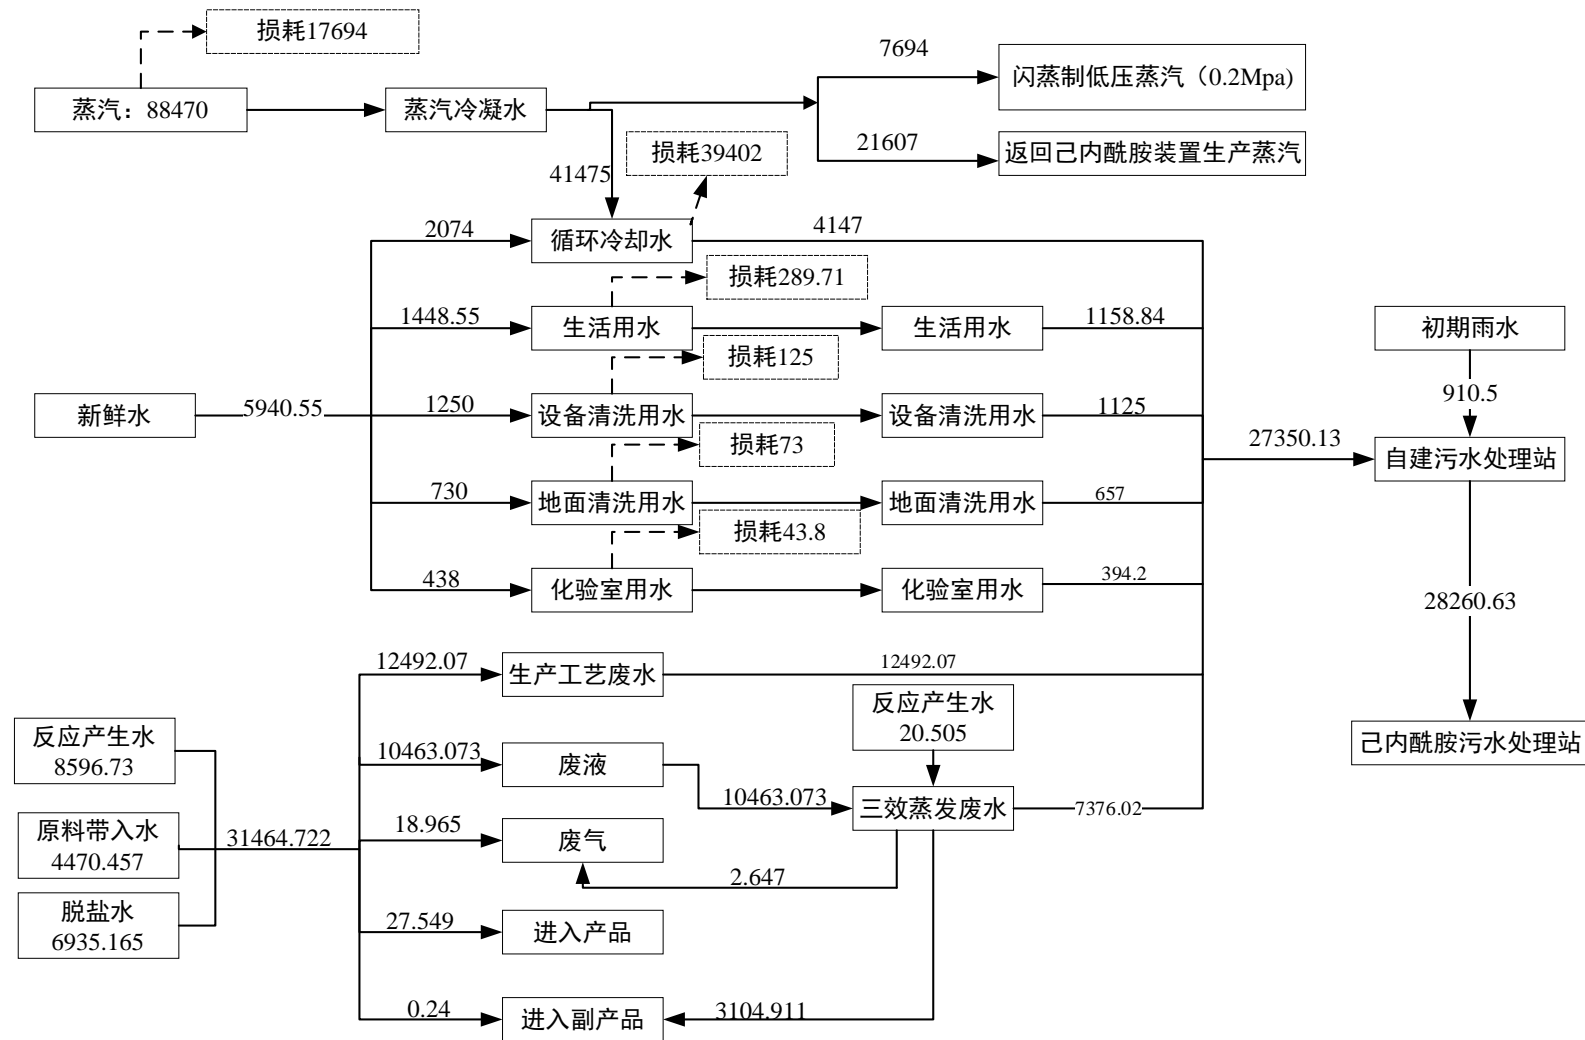 损耗17694
7694
闪蒸制低压蒸汽（0.2Mpa)
蒸汽：88470
蒸汽冷凝水
21607
返回己内酰胺装置生产蒸汽
损耗39402
41475
2074
循环冷却水
4147
损耗289.71
1448.55
生活用水
生活用水
1158.84
初期雨水
损耗125
910.5
新鲜水
5940.55
1250
设备清洗用水
设备清洗用水
1125
损耗73
27350.13
自建污水处理站
730
地面清洗用水
地面清洗用水
657
损耗43.8
438
化验室用水
化验室用水
394.2
28260.63
12492.07
生产工艺废水
12492.07
反应产生水
20.505
反应产生水
8596.73
10463.073
废液
己内酰胺污水处理站
10463.073
三效蒸发废水
7376.02
原料带入水
4470.457
31464.722
18.965
废气
2.647
脱盐水
6935.165
27.549
进入产品
0.24
进入副产品
3104.911